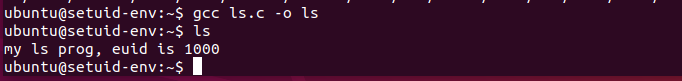 ubuntu@setuid-env:~$ gcc ls.c -o ls
ubuntu@setuid-env:~$ ls
my ls prog, euid is 1000
ubuntu@setuid-env:~$